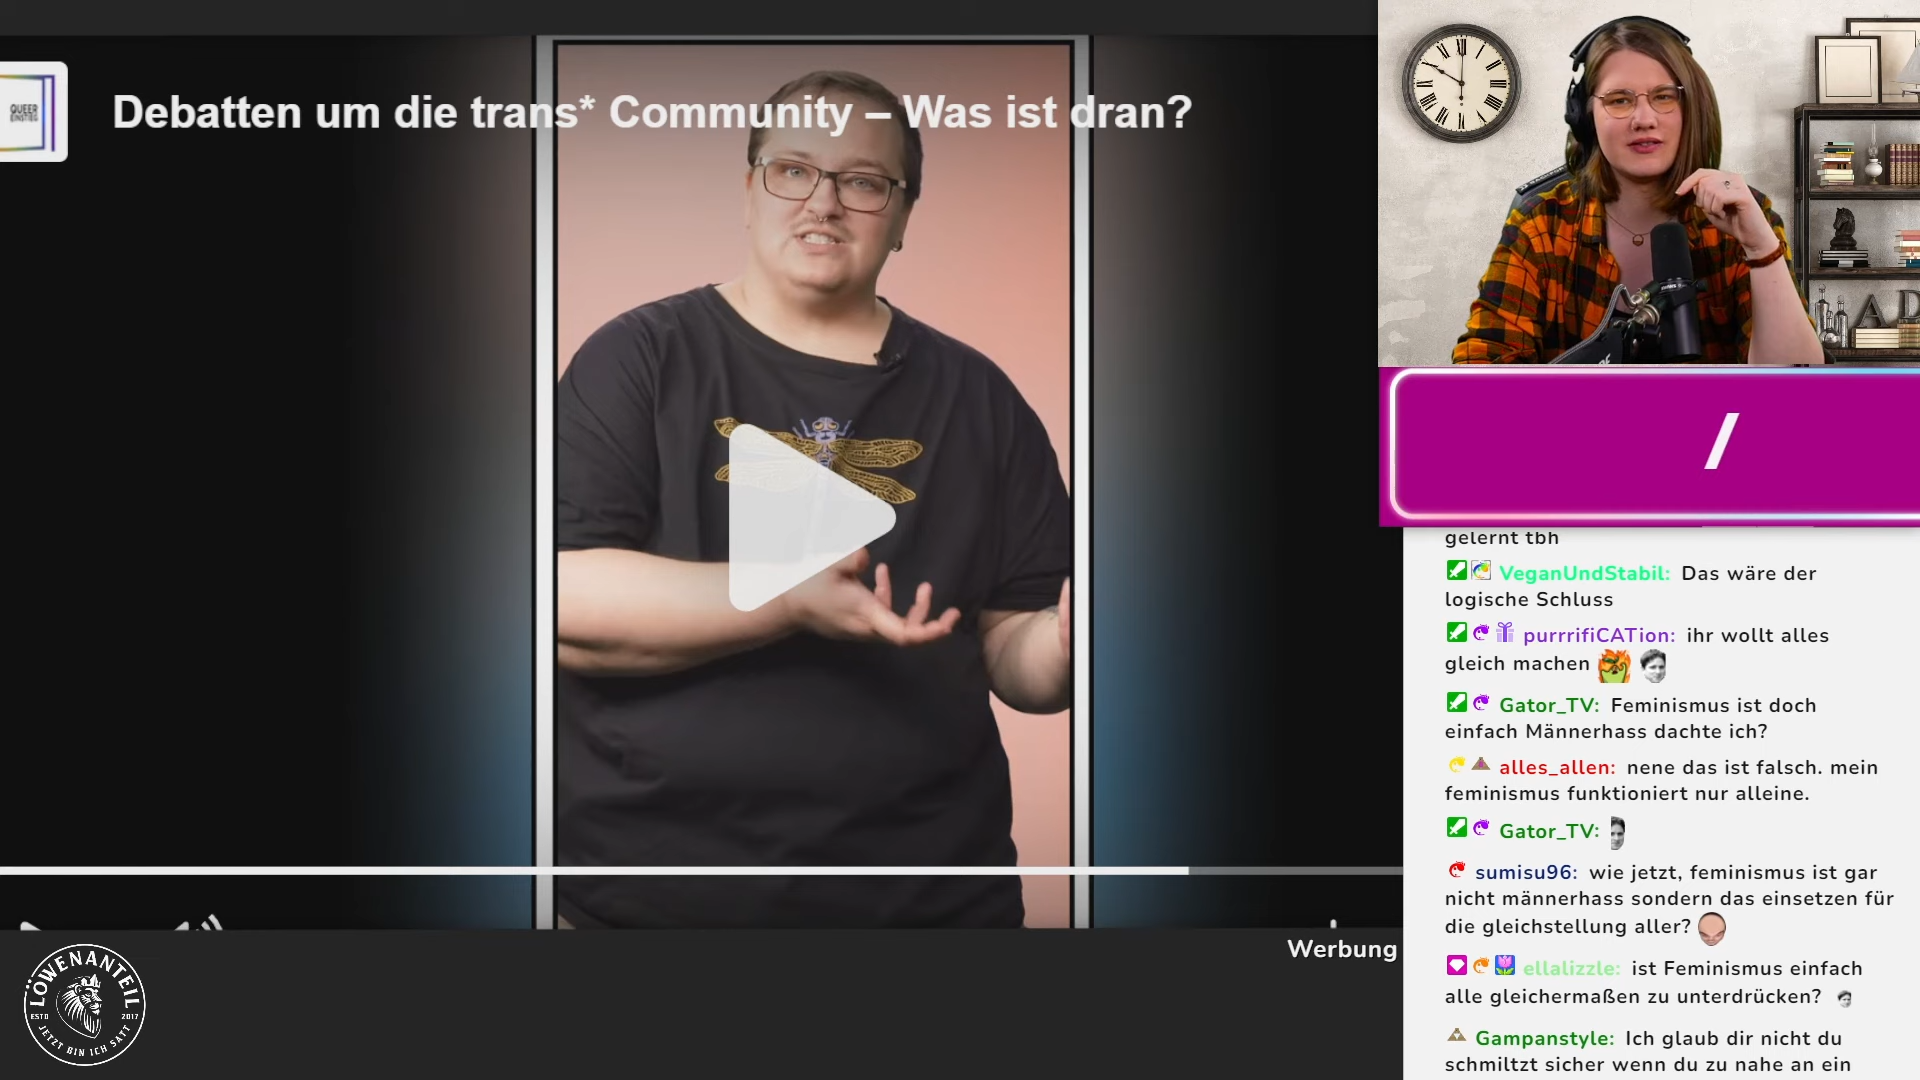 QUEER
EINSTIEG
Debatten um die trans* Community – Was ist dran?
A D
/
gelernt tbh
VeganUndStabil: Das wäre der
logische Schluss
purrrifiCATion: ihr wollt alles
gleich machen
Gator_TV: Feminismus ist doch
einfach Männerhass dachte ich?
alles_allen: nene das ist falsch. mein
feminismus funktioniert nur alleine.
Gator_TV:
sumisu96: wie jetzt, feminismus ist gar
nicht männerhass sondern das einsetzen für
die gleichstellung aller?
ellalizzle: ist Feminismus einfach
alle gleichermaßen zu unterdrücken?
Gampanstyle: Ich glaub dir nicht du
schmiltzt sicher wenn du zu nahe an ein
Werbung
LÖWENANTEIL
ESTD 2017
JETZT BIN ICH SATT